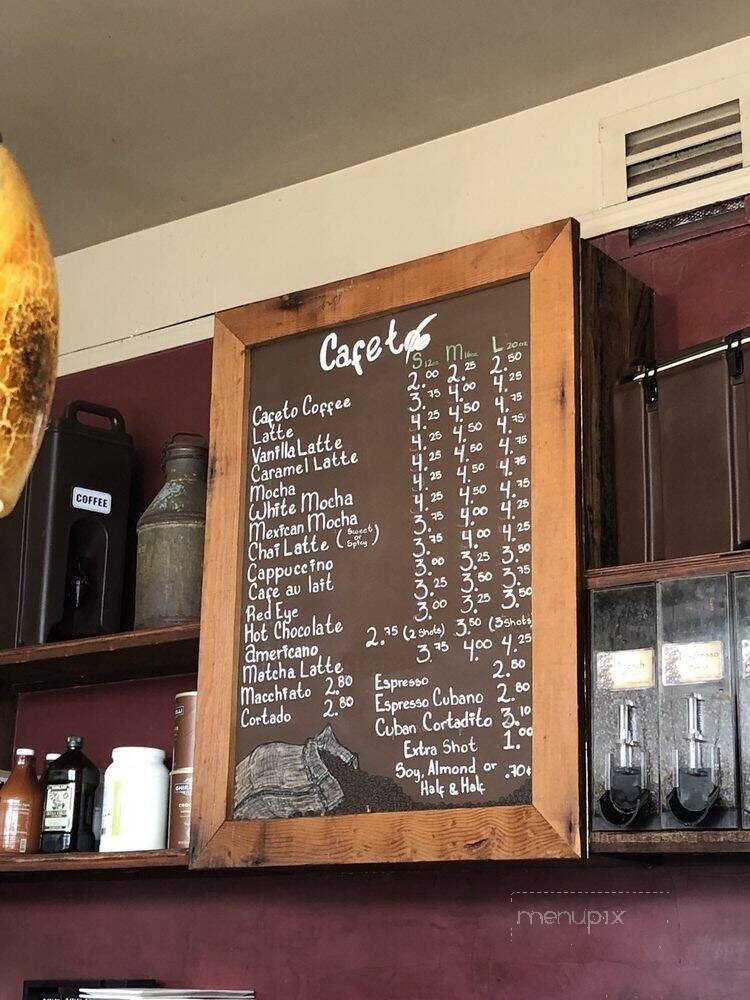 Cafeto
S 12oz M 16oz L 20oz
Cafeto Coffee 2.00 2.25 2.50
Latte 3.75 4.00 4.25
Vanilla Latte 4.25 4.50 4.75
Caramel Latte 4.25 4.50 4.75
Mocha 4.25 4.50 4.75
White Mocha 4.25 4.50 4.75
Mexican Mocha 4.25 4.50 4.75
Chai Latte (Sweet or Spicy) 3.75 4.00 4.25
Cappuccino 3.75 4.00 4.25
Cafe au lait 3.00 3.25 3.50
Red Eye 3.25 3.50 3.75
Hot Chocolate 3.00 3.25 3.50
Americano 2.75 (2 Shots) 3.50 (3 Shots)
Matcha Latte 3.75 4.00 4.25
Macchiato 2.80
Cortado 2.80
Espresso 2.50
Espresso Cubano 2.80
Cuban Cortadito 3.10
Extra Shot 1.00
Soy, Almond or Half & Half .70¢
COFFEE
menupix